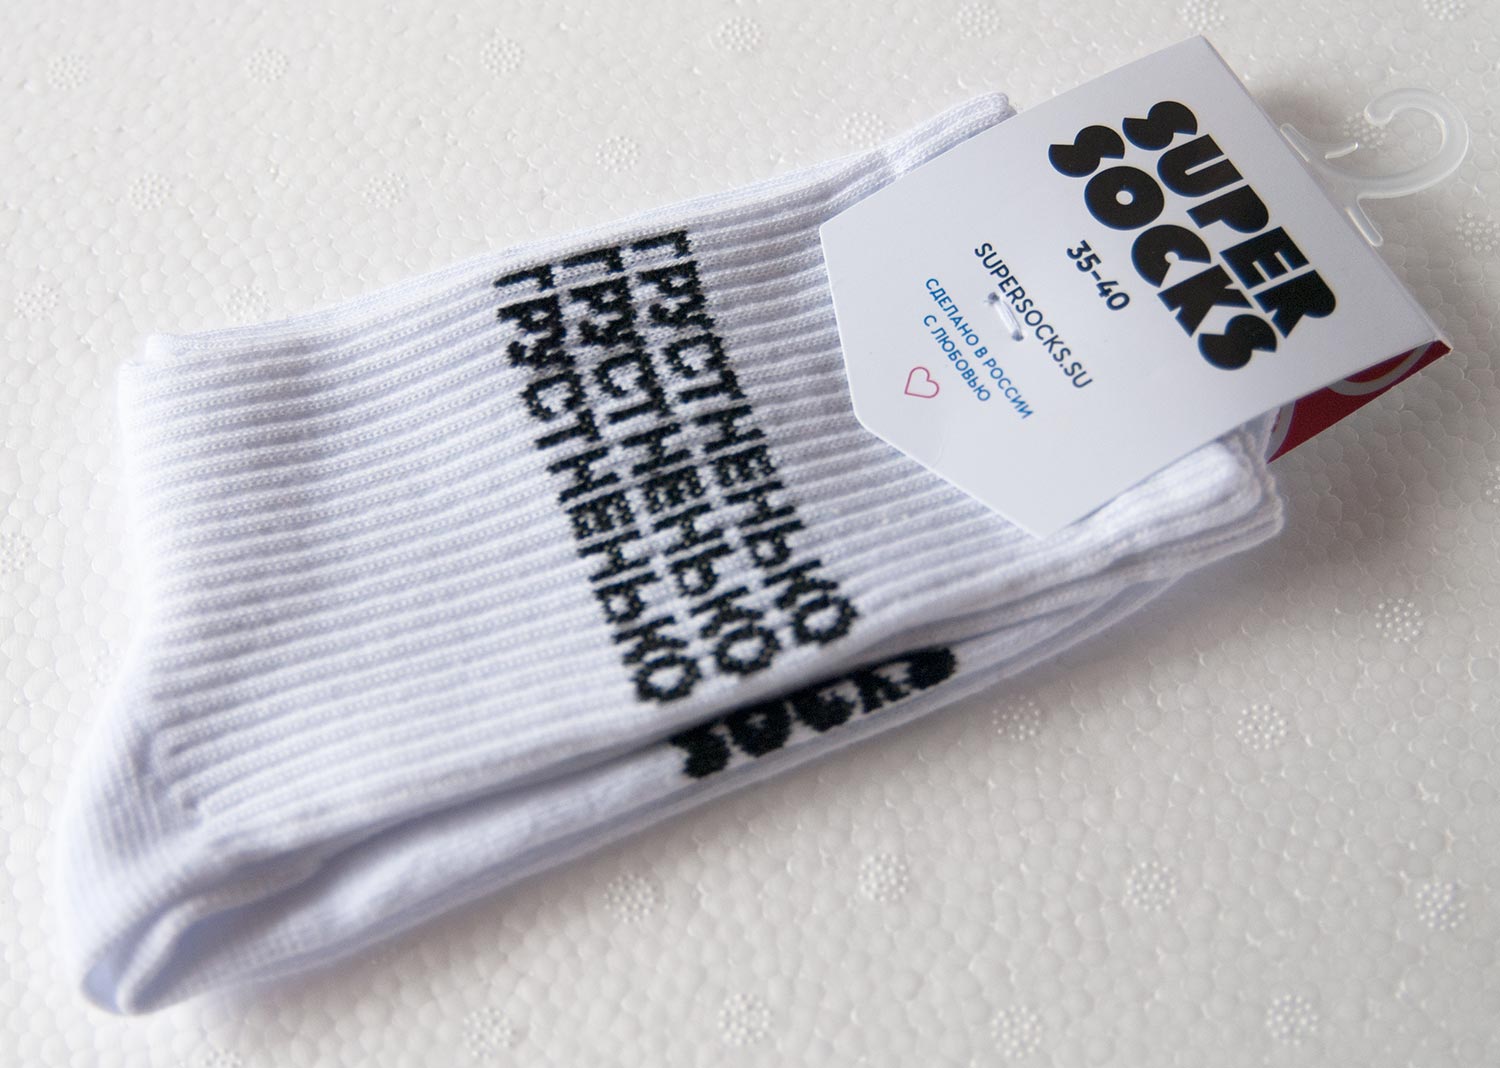 SUPER
SOCKS
35-40
SUPERSOCKS.SU
СДЕЛАНО В РОССИИ
С ЛЮБОВЬЮ
ГРУСТНЕНЬКО
ГРУСТНЕНЬКО
ГРУСТНЕНЬКО
SOCKS